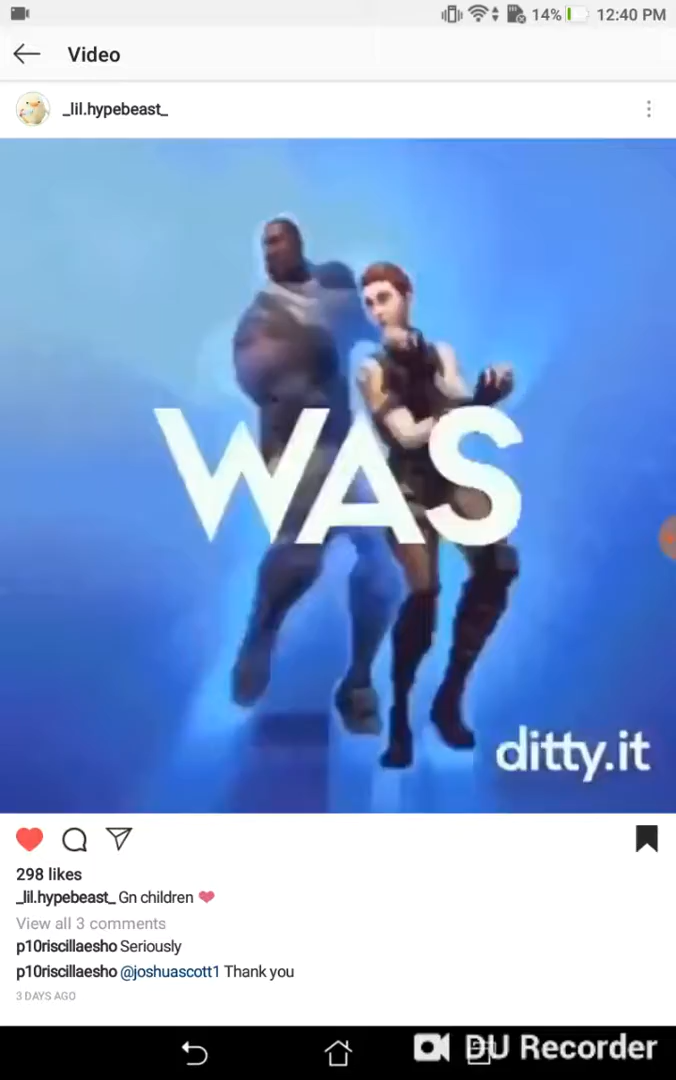 14% 12:40 PM
Video
_lil.hypebeast_
WAS
ditty.it
298 likes
_lil.hypebeast_ Gn children ❤
View all 3 comments
p10riscillaesho Seriously
p10riscillaesho @joshuascott1 Thank you
3 DAYS AGO
DU Recorder